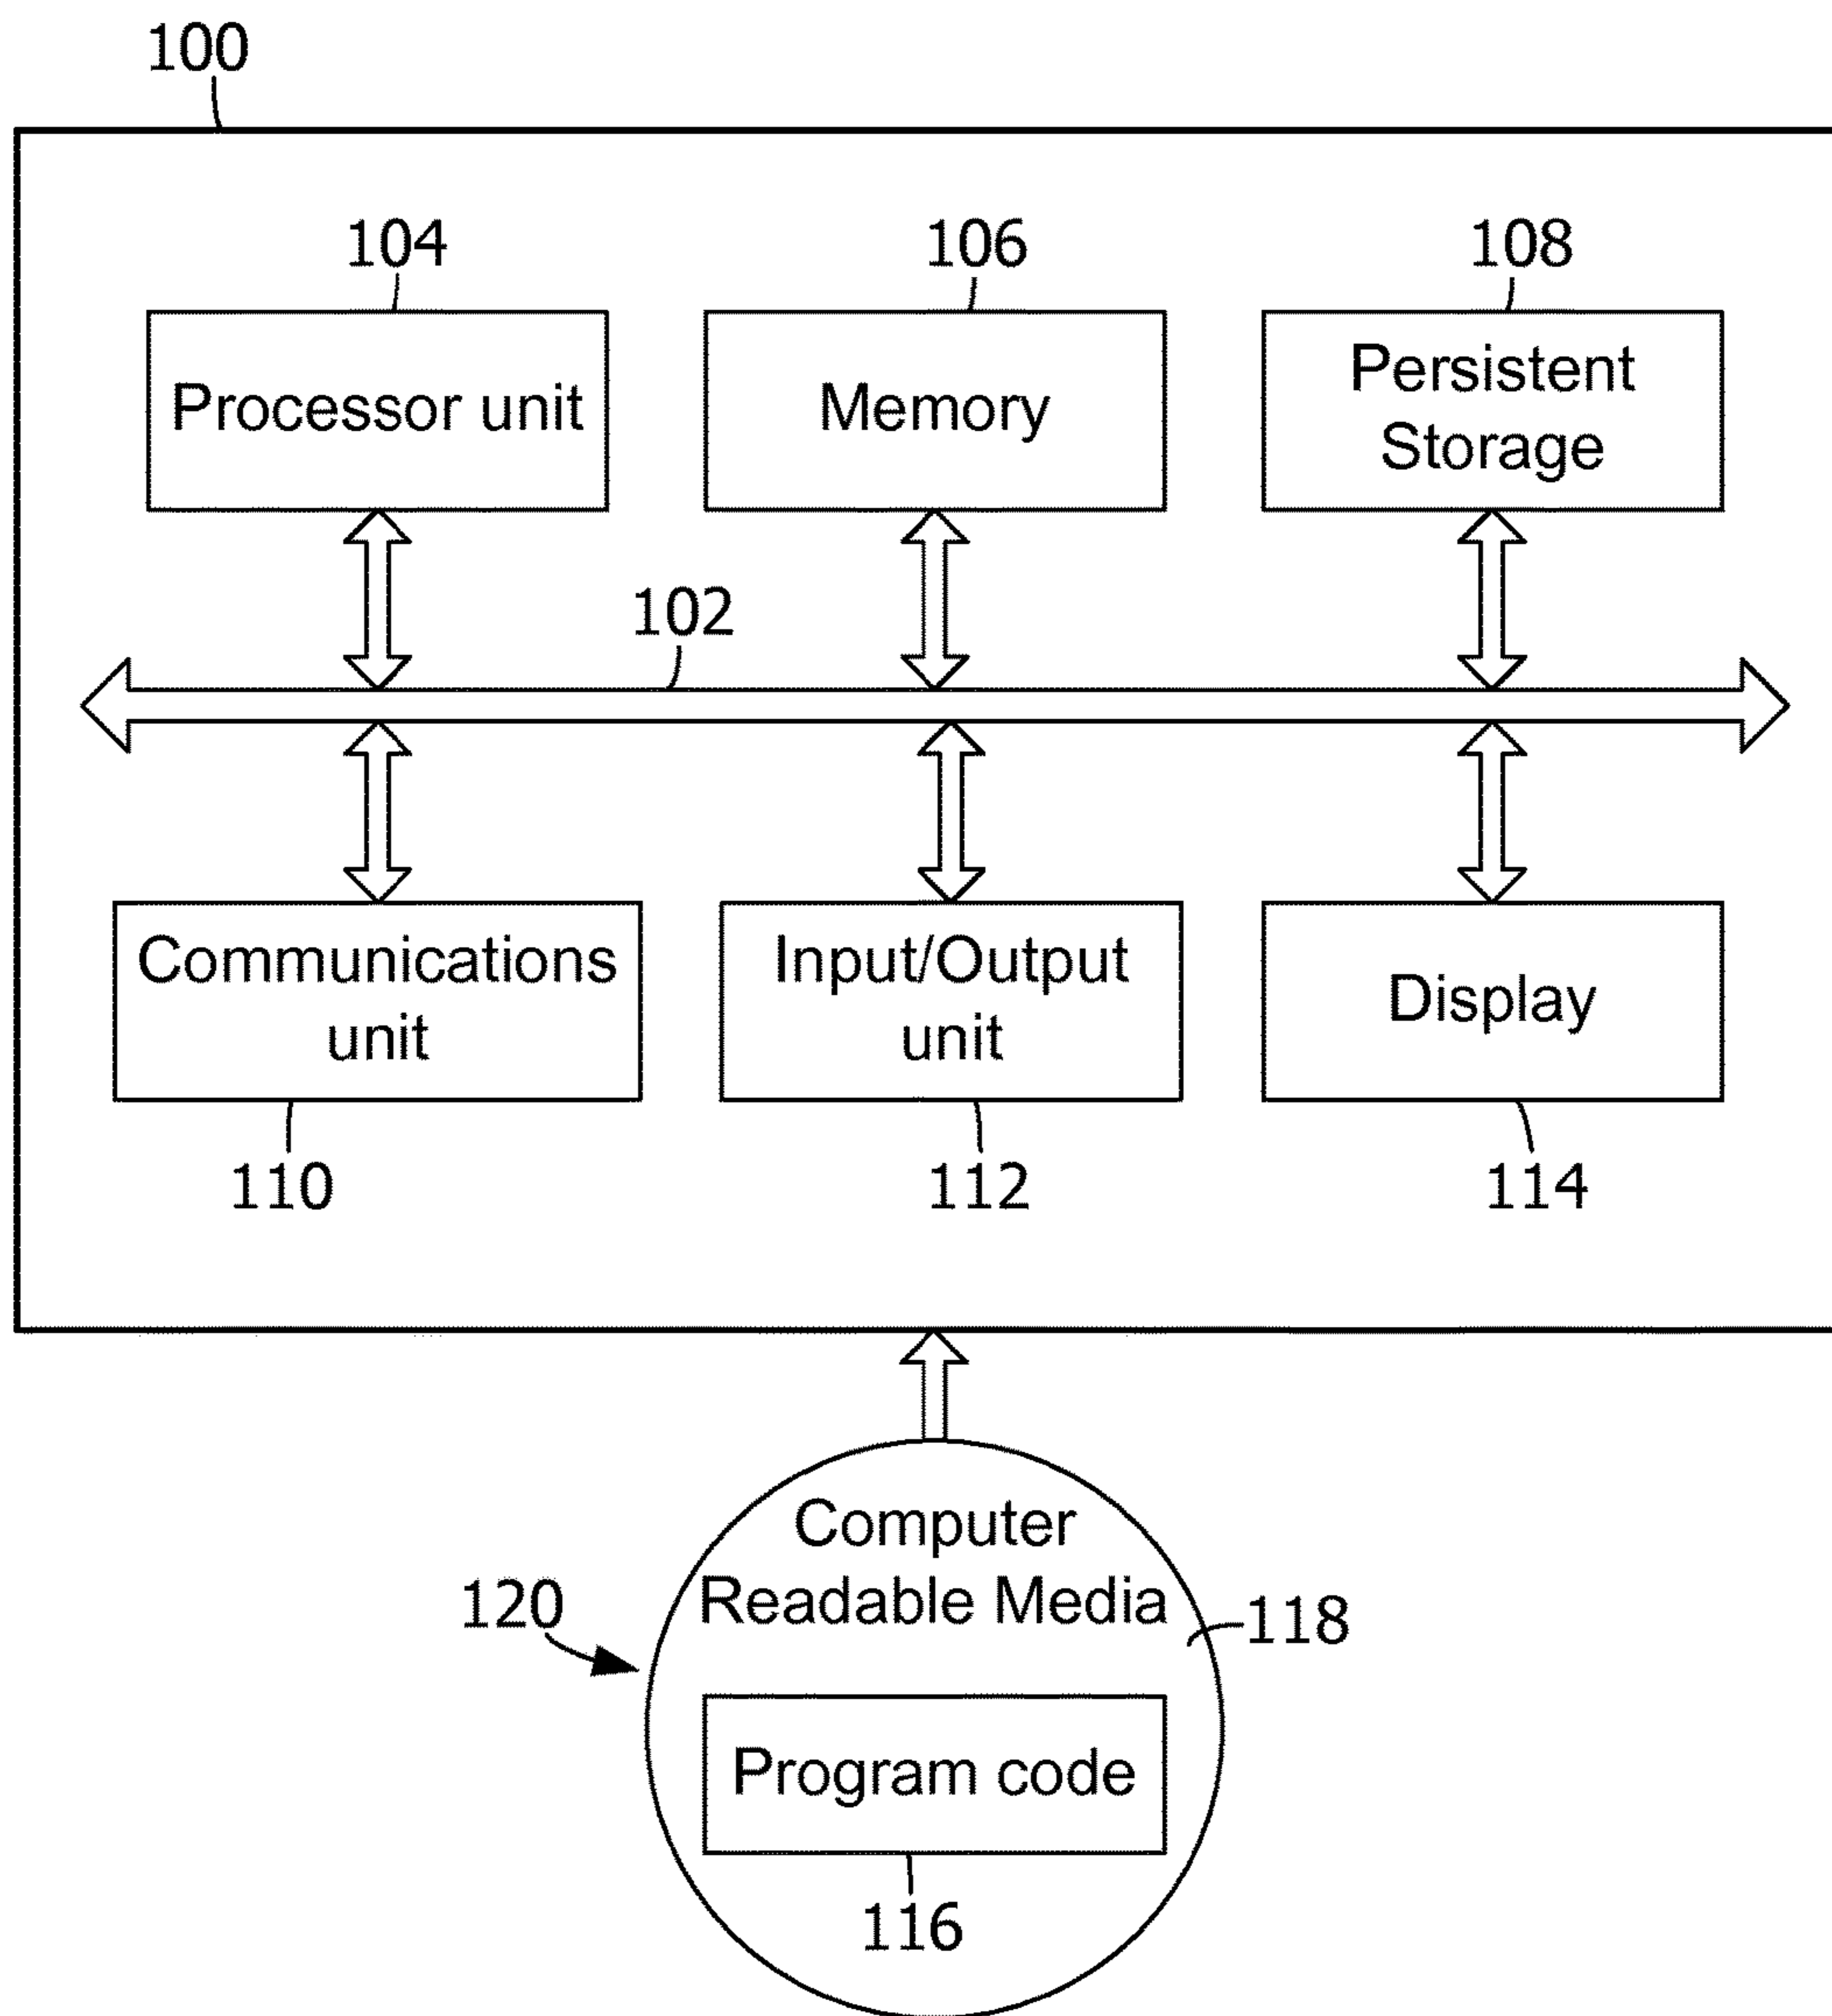 100
104
106
108
Processor unit
Memory
Persistent
Storage
102
Communications
unit
Input/Output
unit
Display
110
112
114
Computer
Readable Media
120
118
Program code
116